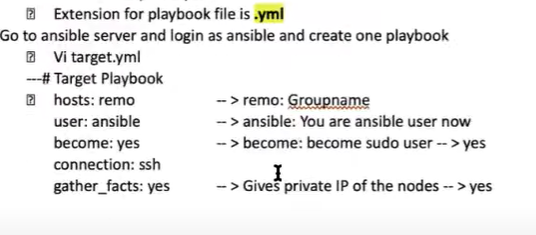 Extension for playbook file is .yml
Go to ansible server and login as ansible and create one playbook
Vi target.yml
---# Target Playbook
hosts: remo -- > remo: Groupname
user: ansible -- > ansible: You are ansible user now
become: yes -- > become: become sudo user -- > yes
connection: ssh
gather_facts: yes -- > Gives private IP of the nodes -- > yes